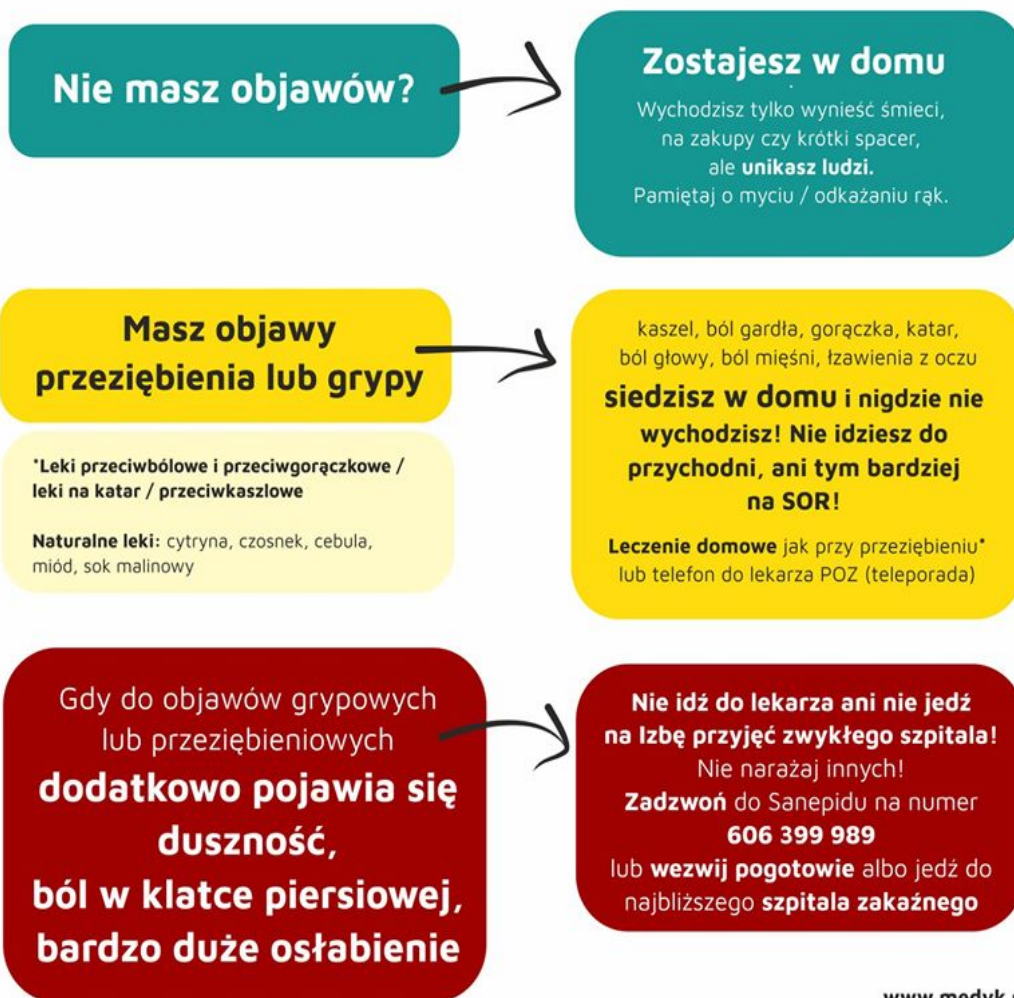 Nie masz objawów?
Zostajesz w domu
Wychodzisz tylko wynieść śmieci,
na zakupy czy krótki spacer,
ale unikasz ludzi.
Pamiętaj o myciu / odkażaniu rąk.
Masz objawy
przeziębienia lub grypy
*Leki przeciwbólowe i przeciwgorączkowe /
leki na katar / przeciwkaszlowe
Naturalne leki: cytryna, czosnek, cebula,
miód, sok malinowy
kaszel, ból gardła, gorączka, katar,
ból głowy, ból mięśni, łzawienia z oczu
siedzisz w domu i nigdzie nie
wychodzisz! Nie idziesz do
przychodni, ani tym bardziej
na SOR!
Leczenie domowe jak przy przeziębieniu*
lub telefon do lekarza POZ (teleporada)
Gdy do objawów grypowych
lub przeziębieniowych
dodatkowo pojawia się
duszność,
ból w klatce piersiowej,
bardzo duże osłabienie
Nie idź do lekarza ani nie jedź
na Izbę przyjęć zwykłego szpitala!
Nie narażaj innych!
Zadzwoń do Sanepidu na numer
606 399 989
lub wezwij pogotowie albo jedź do
najbliższego szpitala zakaźnego